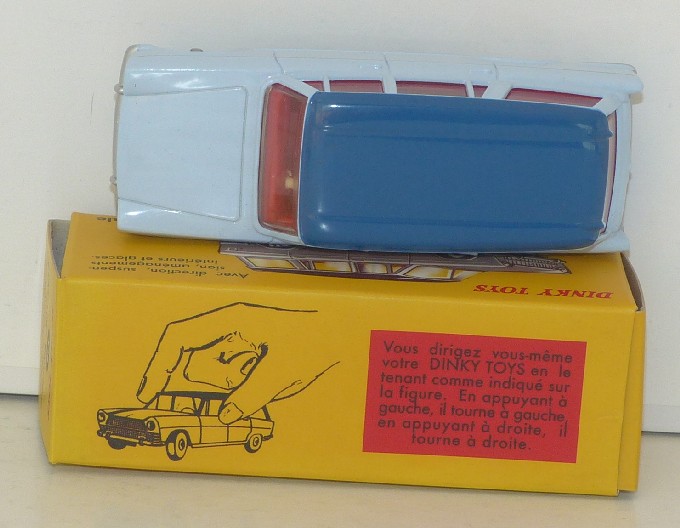 DINKY TOYS
Avec direction, suspen-
sion, aménagements
intérieurs et glaces
Vous dirigez vous-même
votre DINKY TOYS en le
tenant comme indiqué sur
la figure. En appuyant à
gauche, il tourne à gauche,
en appuyant à droite, il
tourne à droite.